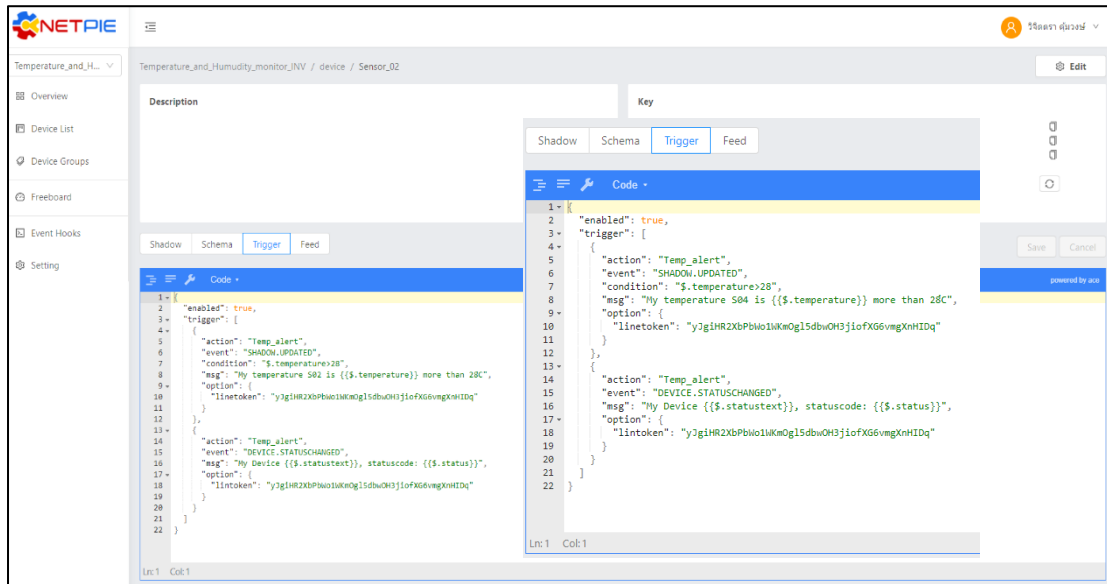 NETPIE
วิจิตตรา ตุ้มวงษ์
Temperature_and_H...
Temperature_and_Humudity_monitor_INV / device / Sensor_02
Edit
Overview
Device List
Device Groups
Freeboard
Event Hooks
Setting
Description
Key
Shadow Schema Trigger Feed
Save Cancel
Code
powered by ace
1 {
2 "enabled": true,
3 "trigger": [
4 {
5 "action": "Temp_alert",
6 "event": "SHADOW.UPDATED",
7 "condition": "$.temperature>28",
8 "msg": "My temperature S02 is {{$.temperature}} more than 28C",
9 "option": {
10 "linetoken": "yJgiHR2XbPbWo1WKmOgl5dbwOH3jiofXG6vmgXnHIDq"
11 }
12 },
13 {
14 "action": "Temp_alert",
15 "event": "DEVICE.STATUSCHANGED",
16 "msg": "My Device {{$.statustext}}, statuscode: {{$.status}}",
17 "option": {
18 "lintoken": "yJgiHR2XbPbWo1WKmOgl5dbwOH3jiofXG6vmgXnHIDq"
19 }
20 }
21 ]
22 }
Ln:1 Col:1
Shadow Schema Trigger Feed
Code
1 {
2 "enabled": true,
3 "trigger": [
4 {
5 "action": "Temp_alert",
6 "event": "SHADOW.UPDATED",
7 "condition": "$.temperature>28",
8 "msg": "My temperature S04 is {{$.temperature}} more than 28C",
9 "option": {
10 "linetoken": "yJgiHR2XbPbWo1WKmOgl5dbwOH3jiofXG6vmgXnHIDq"
11 }
12 },
13 {
14 "action": "Temp_alert",
15 "event": "DEVICE.STATUSCHANGED",
16 "msg": "My Device {{$.statustext}}, statuscode: {{$.status}}",
17 "option": {
18 "lintoken": "yJgiHR2XbPbWo1WKmOgl5dbwOH3jiofXG6vmgXnHIDq"
19 }
20 }
21 ]
22 }
Ln:1 Col:1